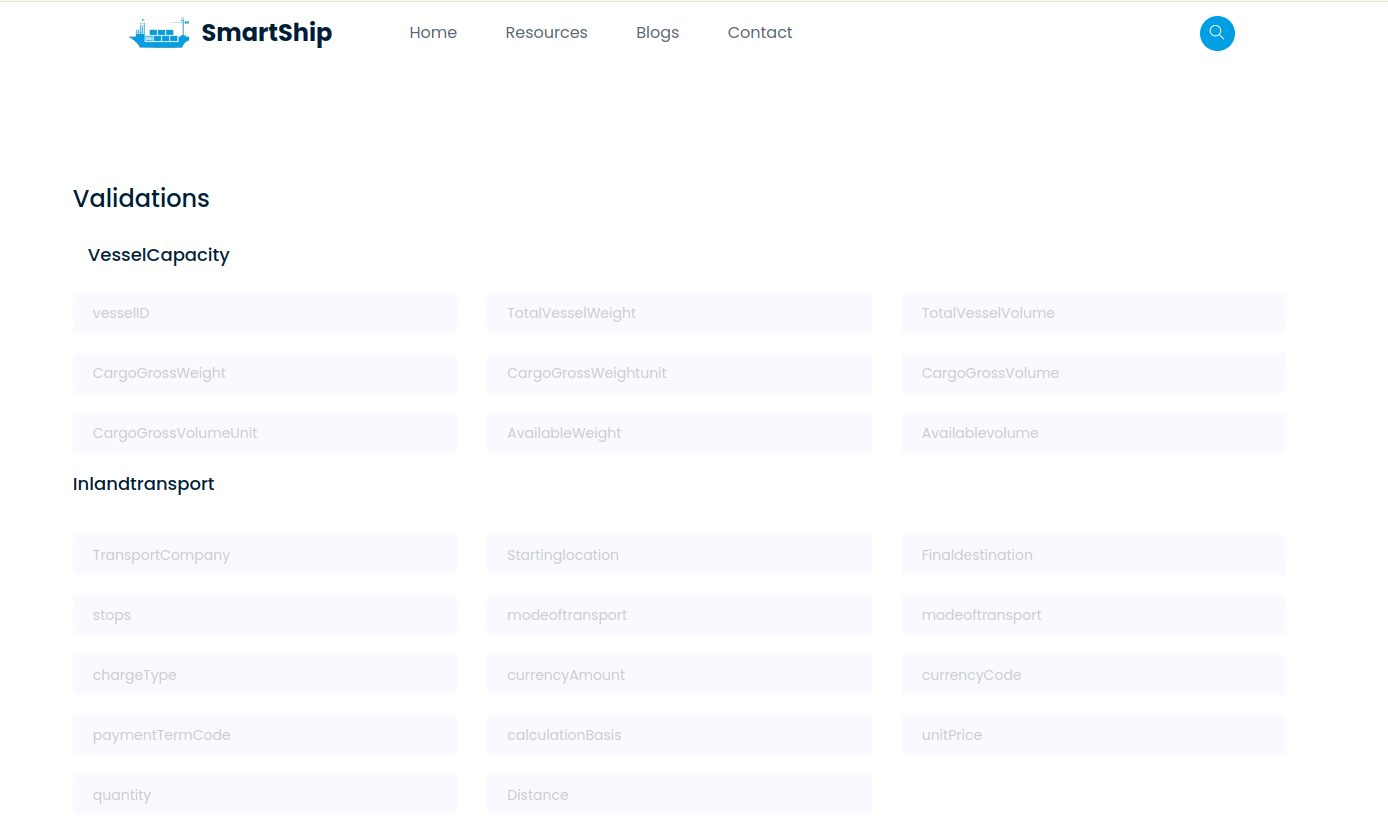 SmartShip Home Resources Blogs Contact
Validations
VesselCapacity
vesselID TotalVesselWeight TotalVesselVolume
CargoGrossWeight CargoGrossWeightunit CargoGrossVolume
CargoGrossVolumeUnit AvailableWeight Availablevolume
Inlandtransport
TransportCompany Startinglocation Finaldestination
stops modeoftransport modeoftransport
chargeType currencyAmount currencyCode
paymentTermCode calculationBasis unitPrice
quantity Distance